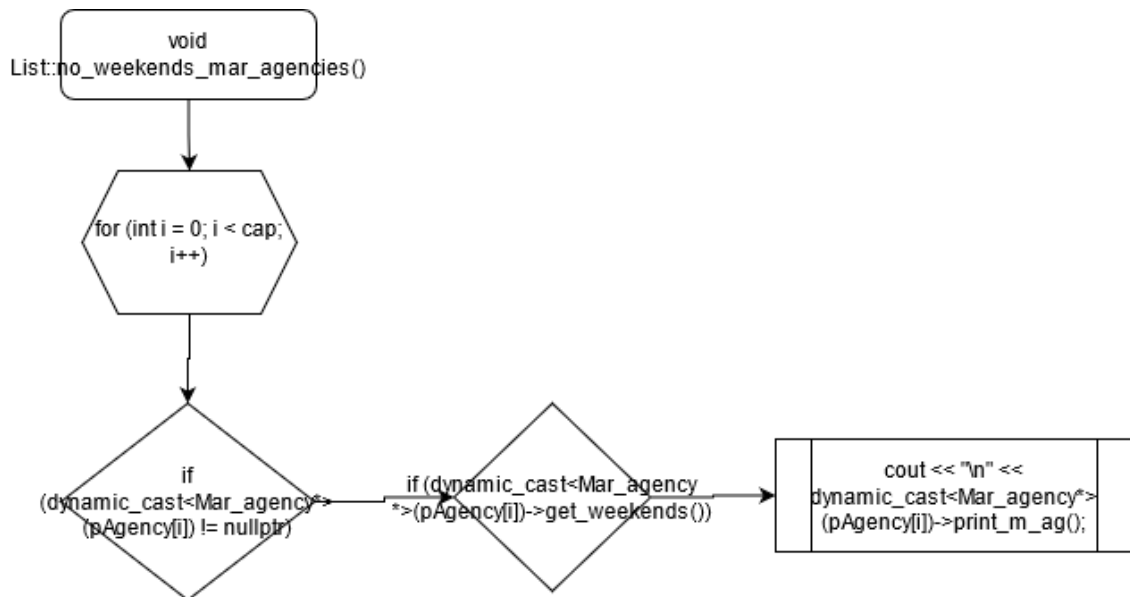 void
List::no_weekends_mar_agencies()
for (int i = 0; i < cap;
i++)
if
(dynamic_cast<Mar_agency*>
(pAgency[i]) != nullptr)
if (dynamic_cast<Mar_agency
*>(pAgency[i])->get_weekends())
cout << "\n" <<
dynamic_cast<Mar_agency*>
(pAgency[i])->print_m_ag();